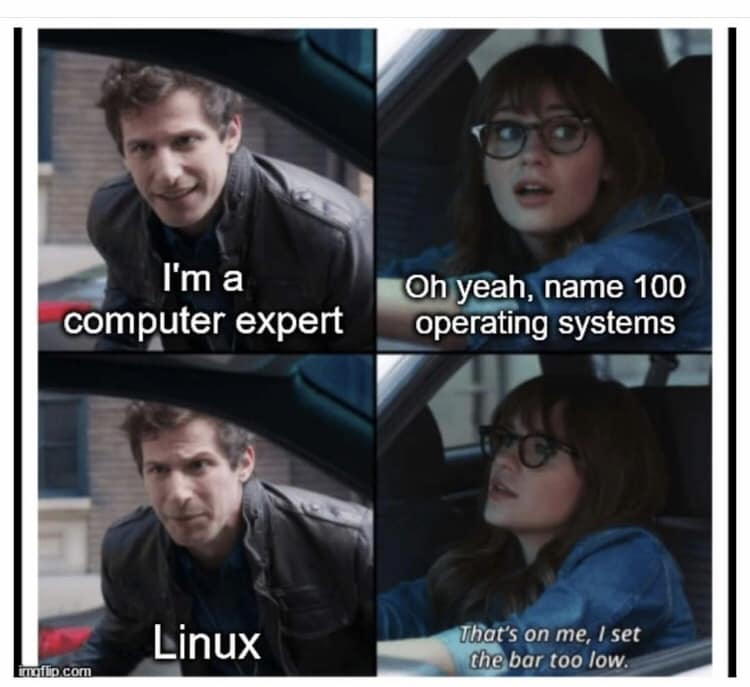 I'm a
computer expert
Oh yeah, name 100
operating systems
Linux
That's on me, I set
the bar too low.
imgflip.com